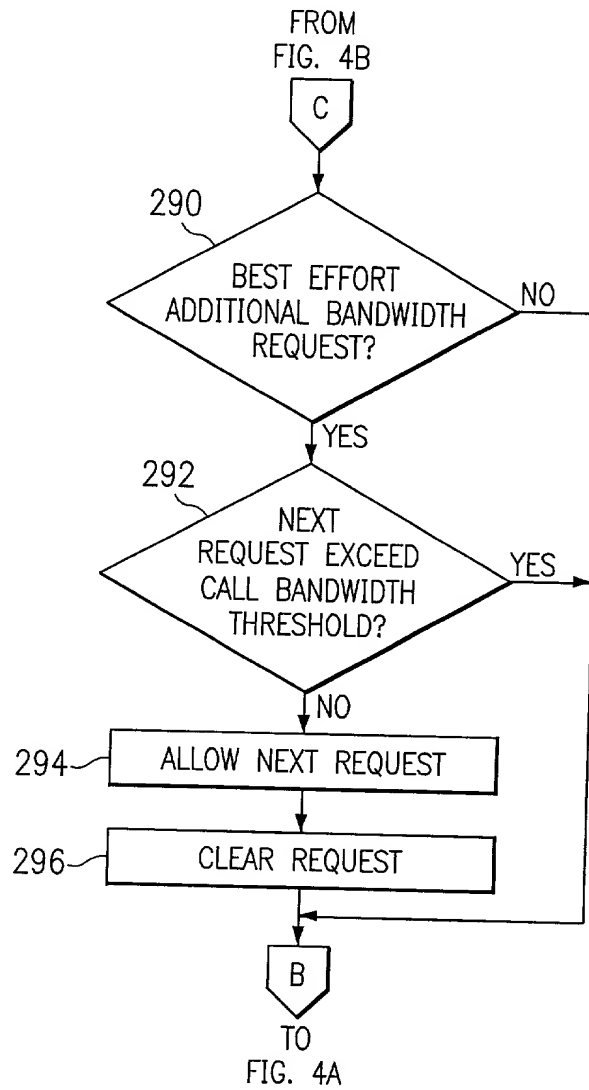 FROM
FIG. 4B
C
290
BEST EFFORT
ADDITIONAL BANDWIDTH
REQUEST?
NO
YES
292
NEXT
REQUEST EXCEED
CALL BANDWIDTH
THRESHOLD?
YES
NO
294
ALLOW NEXT REQUEST
296
CLEAR REQUEST
B
TO
FIG. 4A